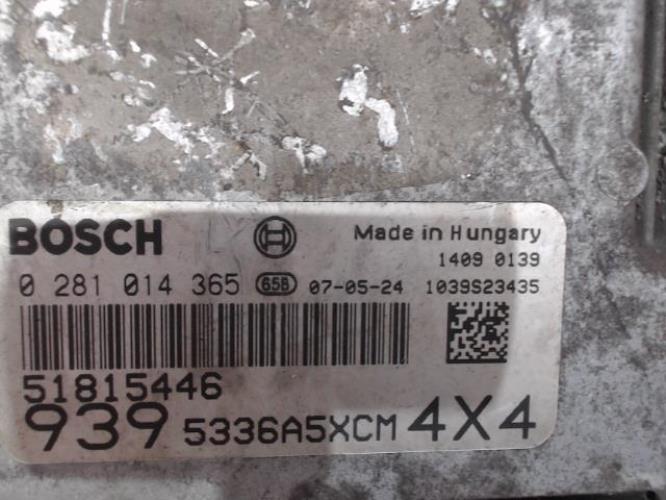 BOSCH Made in Hungary
1409 0139
0 281 014 365 658 07-05-24 1039S23435
51815446
939 5336A5XCM 4X4